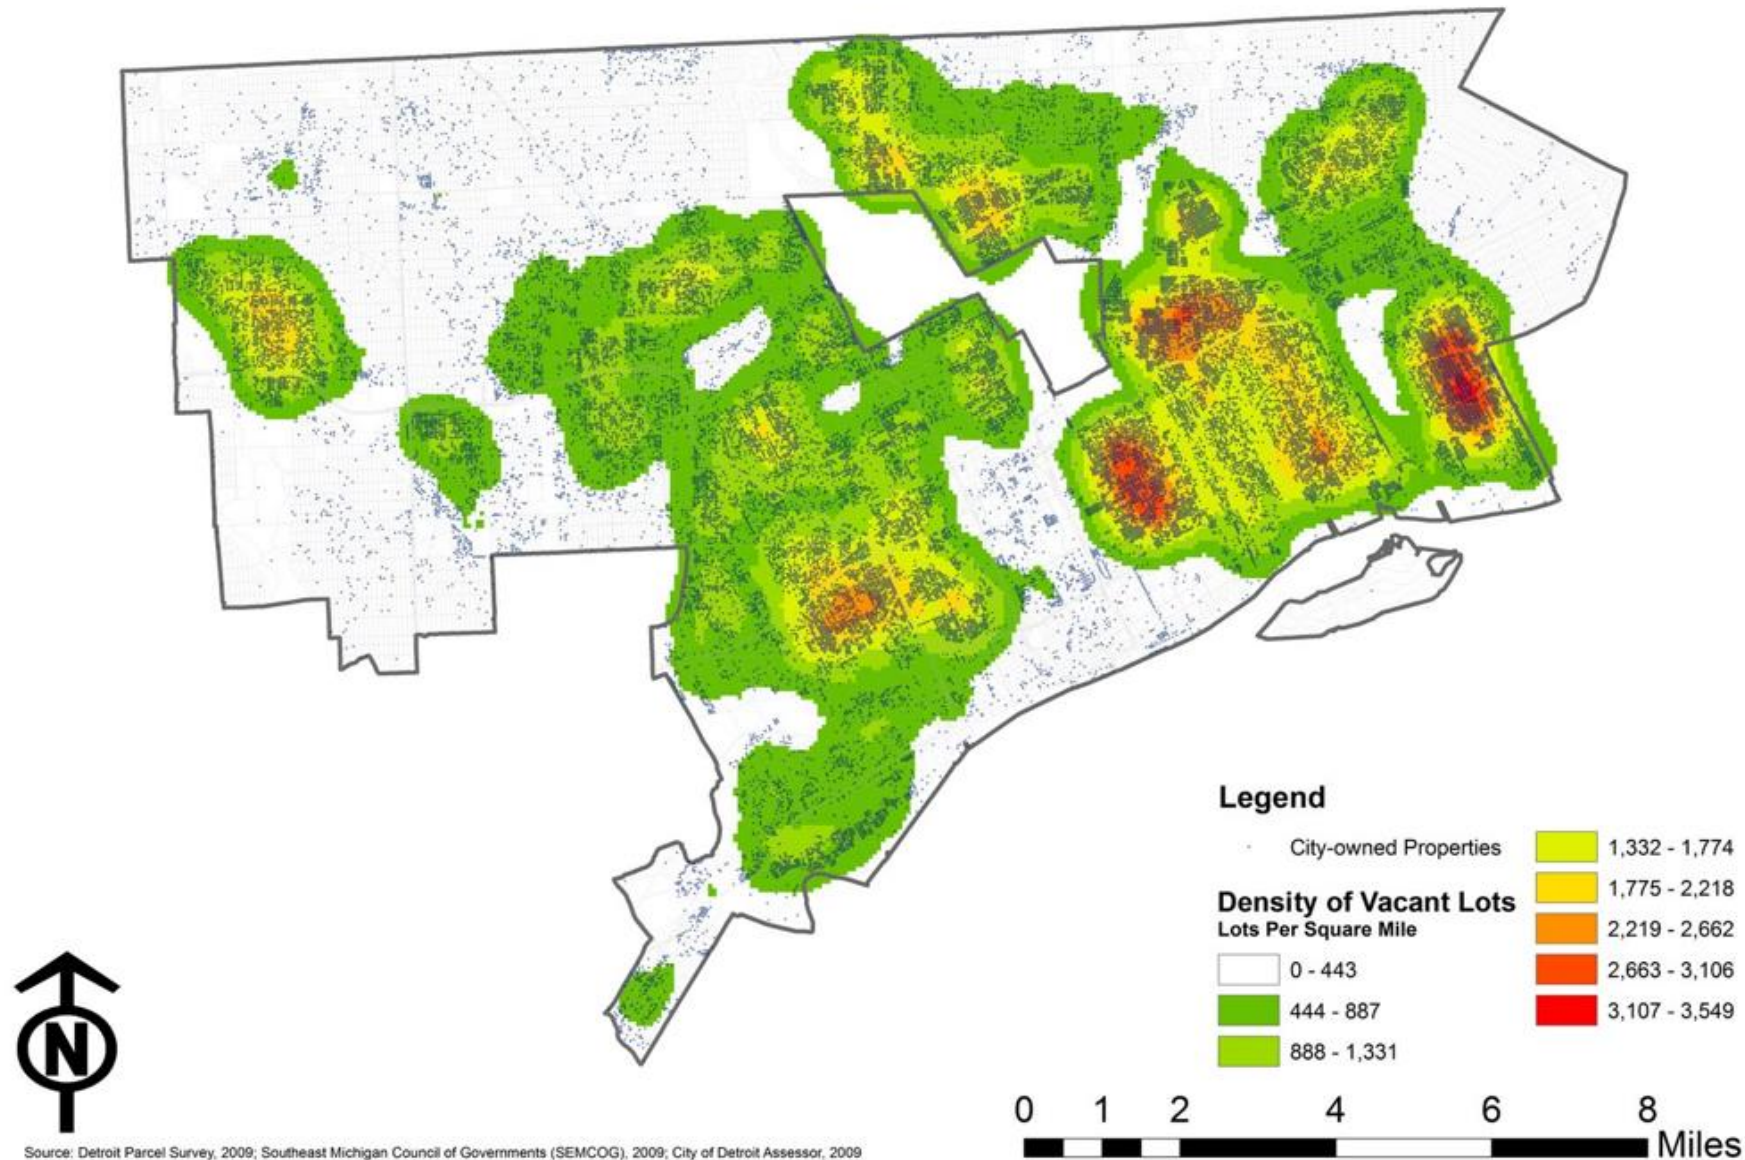 Legend
City-owned Properties
Density of Vacant Lots
Lots Per Square Mile
0 - 443
444 - 887
888 - 1,331
1,332 - 1,774
1,775 - 2,218
2,219 - 2,662
2,663 - 3,106
3,107 - 3,549
N
0 1 2 4 6 8
Miles
Source: Detroit Parcel Survey, 2009; Southeast Michigan Council of Governments (SEMCOG), 2009; City of Detroit Assessor, 2009